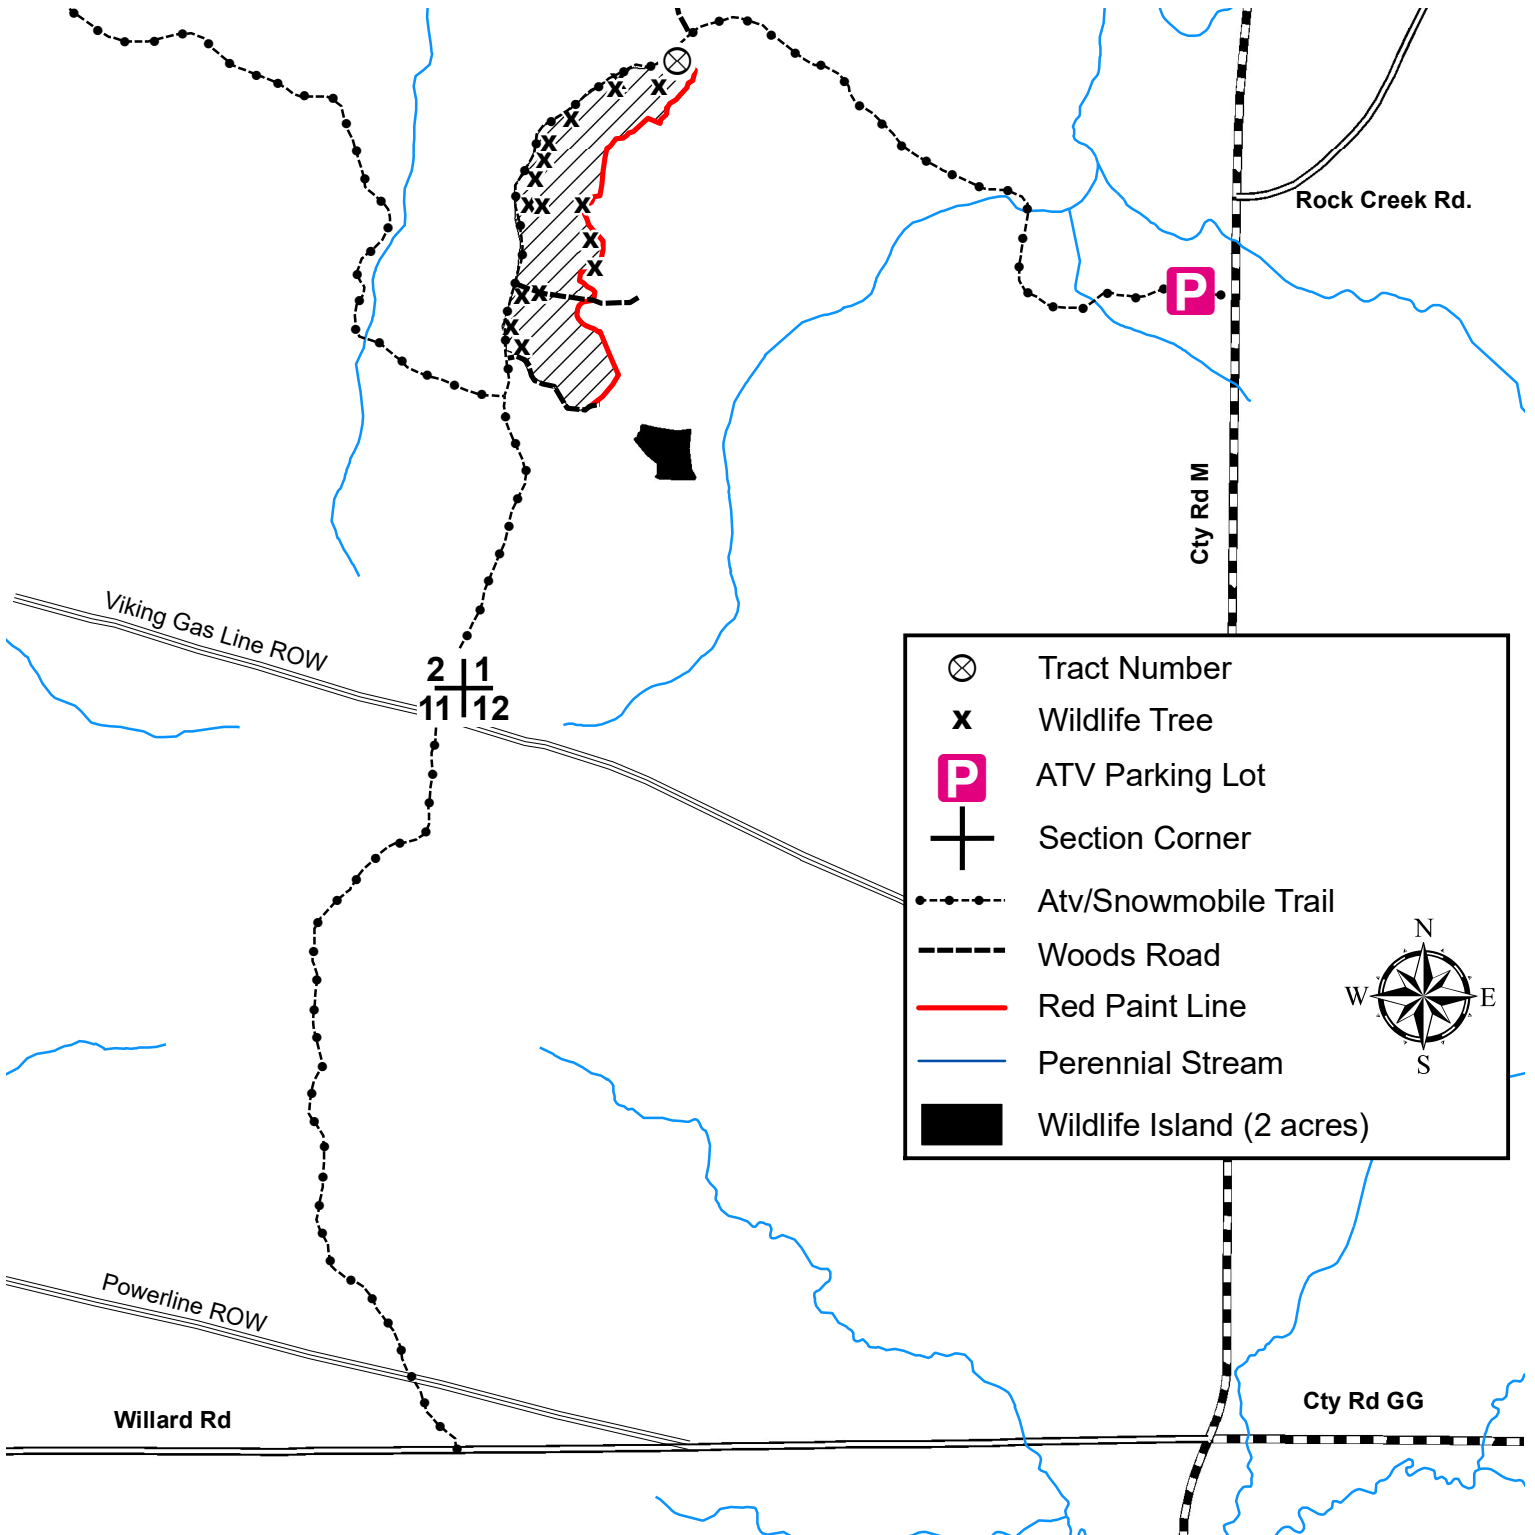 Rock Creek Rd.
P
Cty Rd M
Viking Gas Line ROW
2 1
11 12
Tract Number
x Wildlife Tree
P ATV Parking Lot
Section Corner
Atv/Snowmobile Trail
Woods Road
Red Paint Line
Perennial Stream
Wildlife Island (2 acres)
N
W E
S
Powerline ROW
Willard Rd
Cty Rd GG